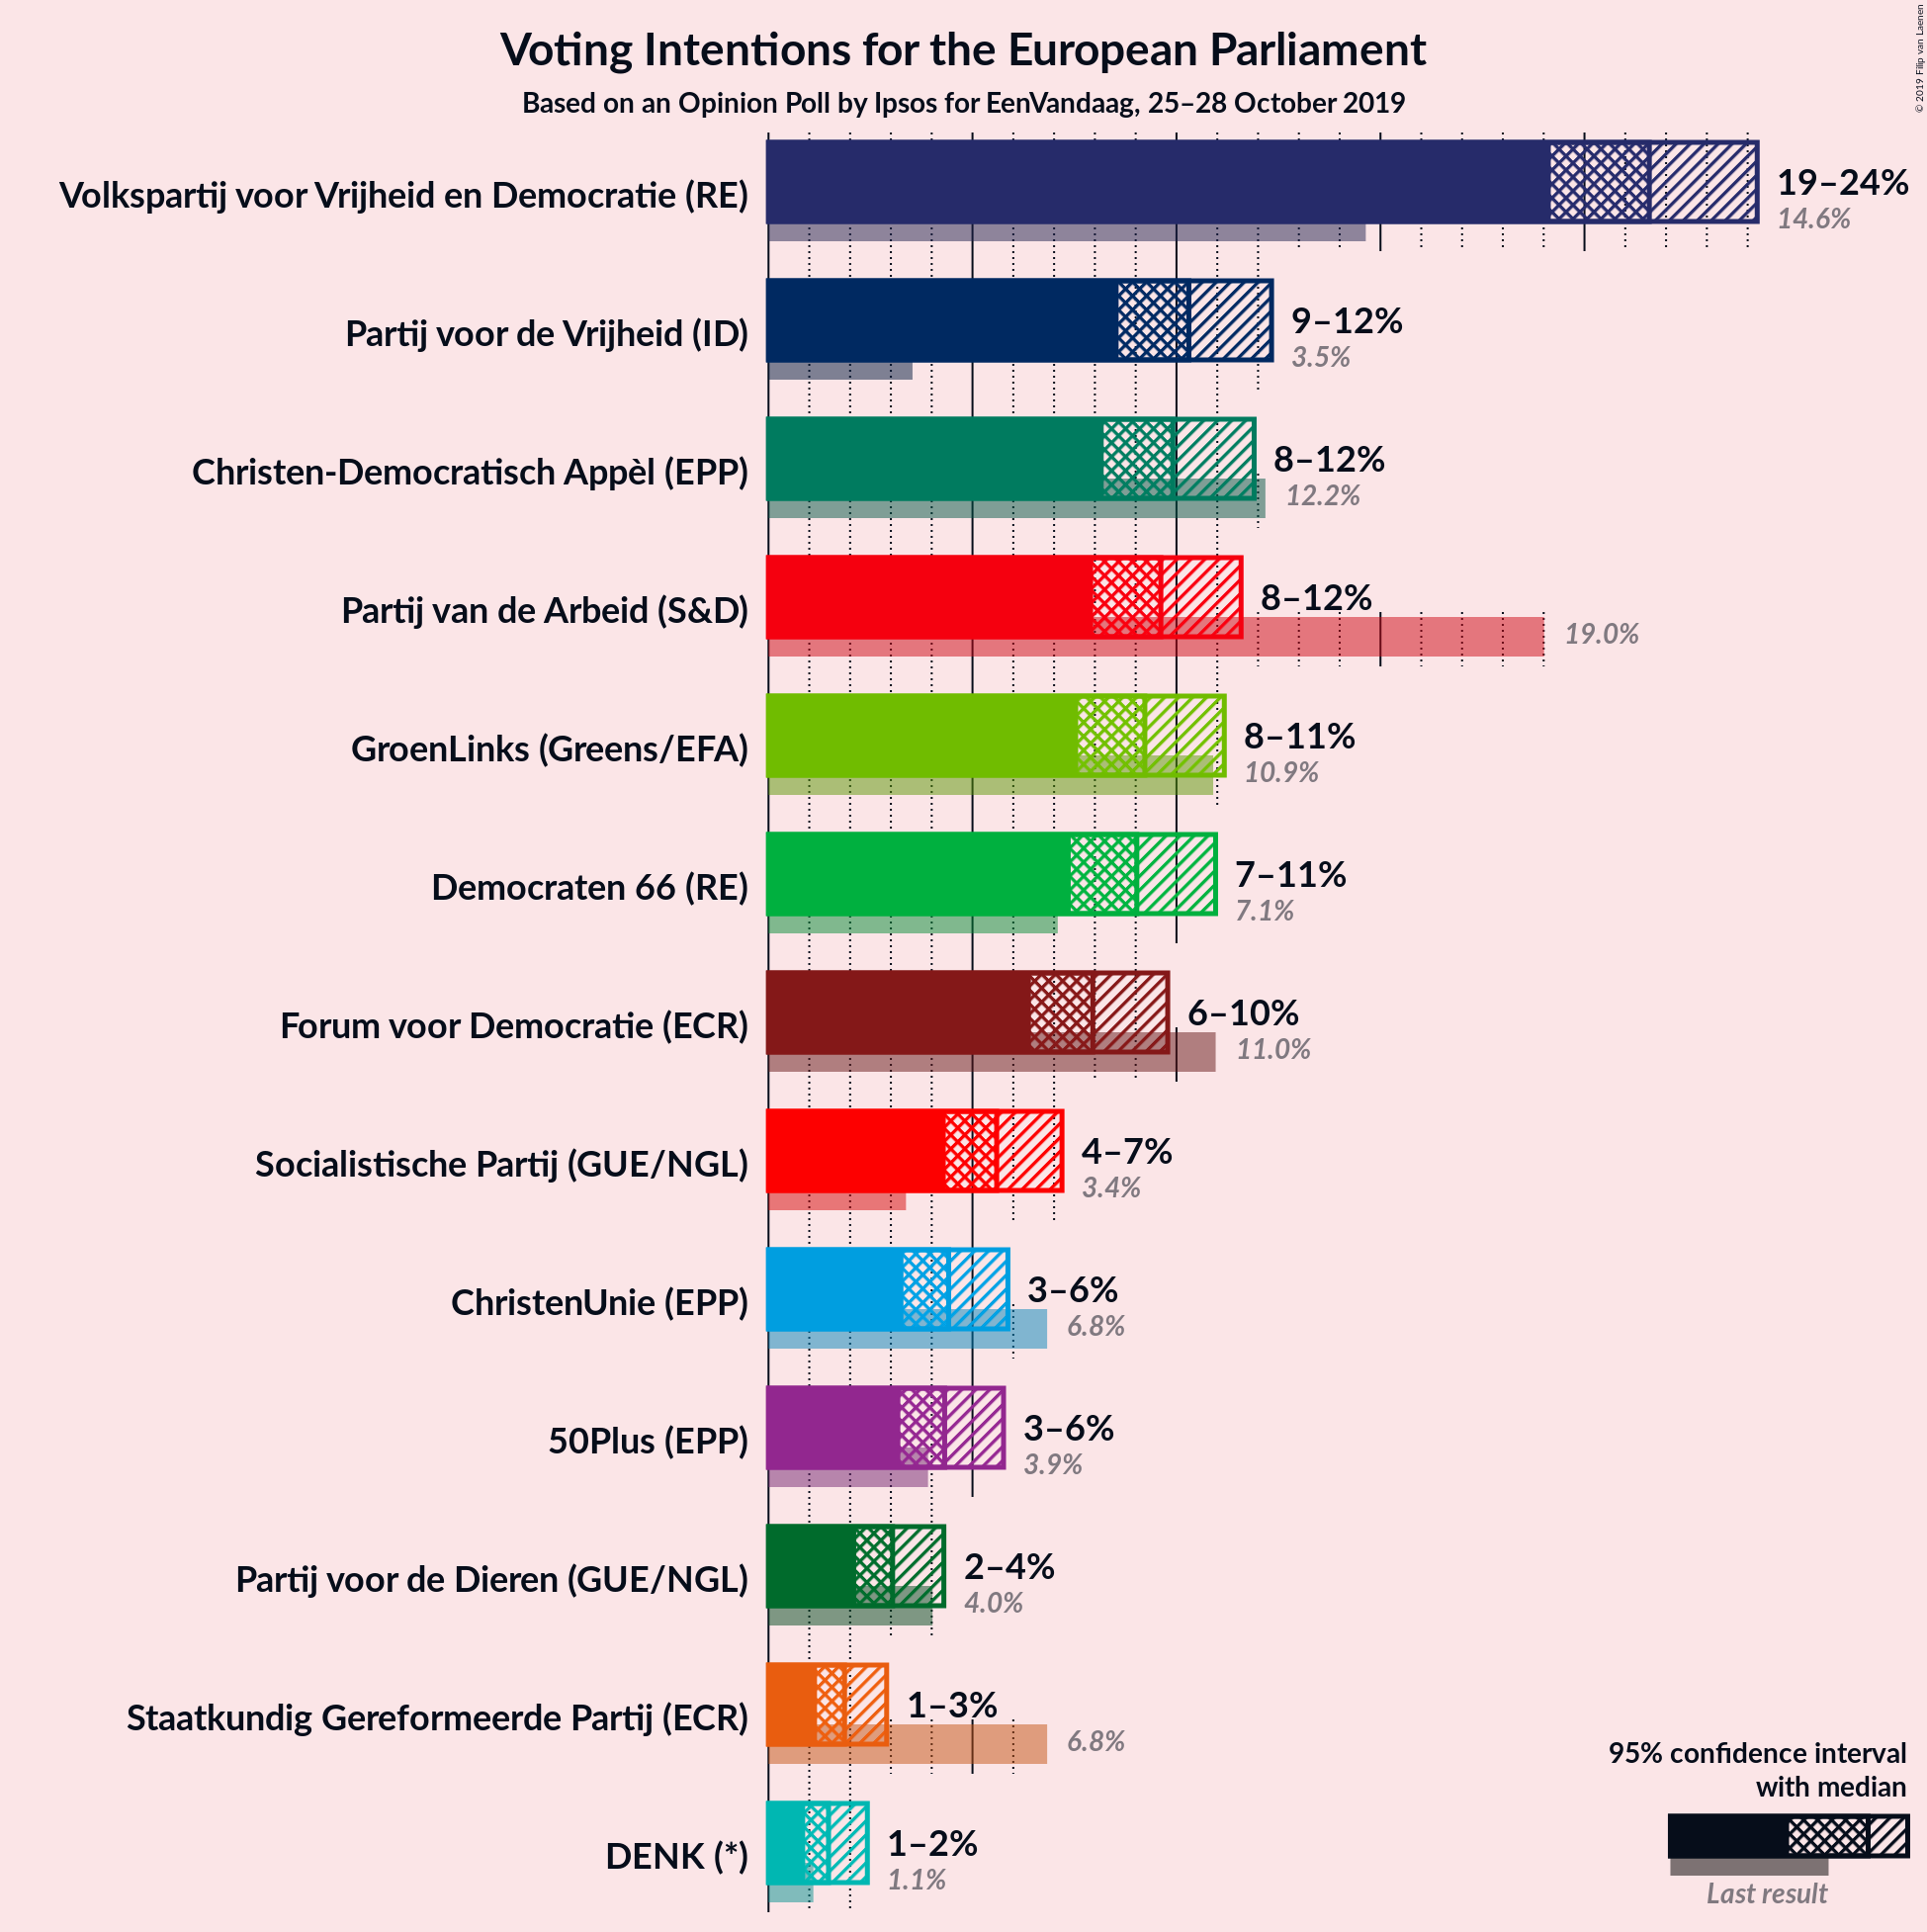 Voting Intentions for the European Parliament
Based on an Opinion Poll by Ipsos for EenVandaag, 25–28 October 2019
© 2019 Filip van Laenen
Volkspartij voor Vrijheid en Democratie (RE)
19–24%
14.6%
Partij voor de Vrijheid (ID)
9–12%
3.5%
Christen-Democratisch Appèl (EPP)
8–12%
12.2%
Partij van de Arbeid (S&D)
8–12%
19.0%
GroenLinks (Greens/EFA)
8–11%
10.9%
Democraten 66 (RE)
7–11%
7.1%
Forum voor Democratie (ECR)
6–10%
11.0%
Socialistische Partij (GUE/NGL)
4–7%
3.4%
ChristenUnie (EPP)
3–6%
6.8%
50Plus (EPP)
3–6%
3.9%
Partij voor de Dieren (GUE/NGL)
2–4%
4.0%
Staatkundig Gereformeerde Partij (ECR)
1–3%
6.8%
DENK (*)
1–2%
1.1%
95% confidence interval
with median
Last result